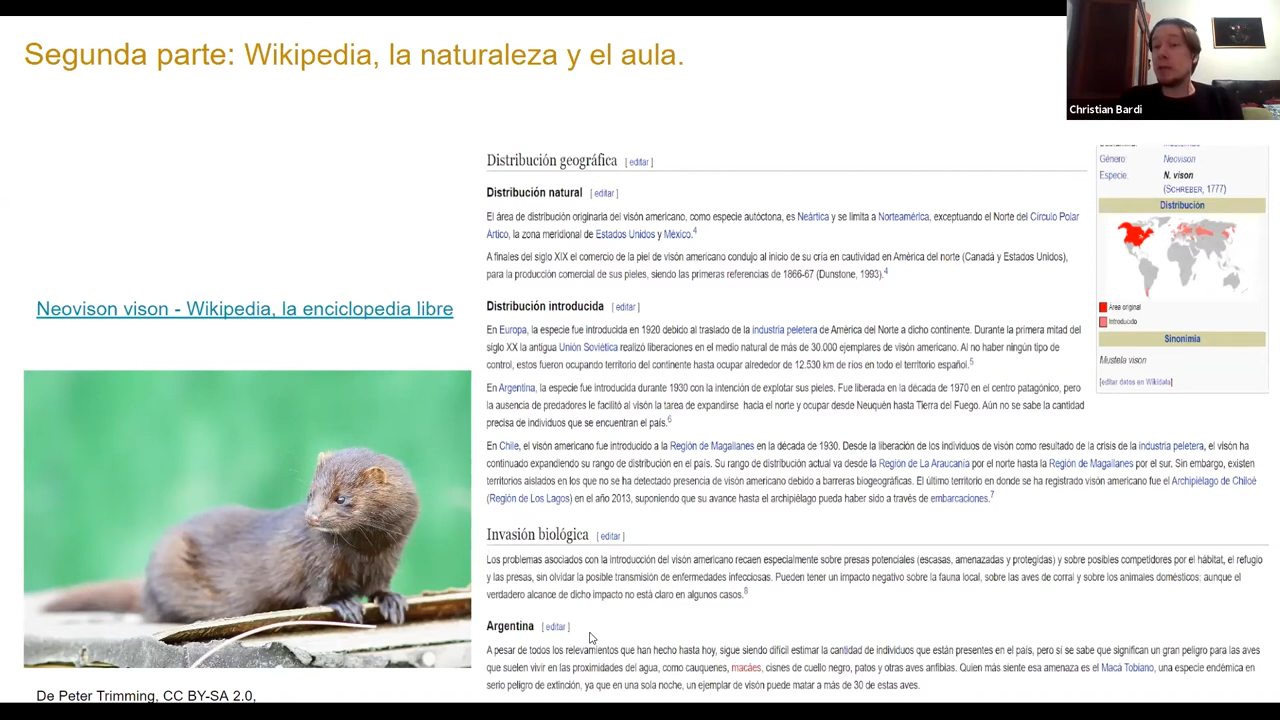 Segunda parte: Wikipedia, la naturaleza y el aula.
Christian Bardi
Neovison vison - Wikipedia, la enciclopedia libre
De Peter Trimming, CC BY-SA 2.0,
Distribución geográfica [ editar ]
Distribución natural [ editar ]
El área de distribución originaria del visón americano, como especie autóctona, es Neártica y se limita a Norteamérica, exceptuando el Norte del Círculo Polar
Ártico, la zona meridional de Estados Unidos y México.4
A finales del siglo XIX el comercio de la piel de visón americano condujo al inicio de su cría en cautividad en América del norte (Canadá y Estados Unidos),
para la producción comercial de sus pieles, siendo las primeras referencias de 1866-67 (Dunstone, 1993).4
Distribución introducida [ editar ]
En Europa, la especie fue introducida en 1920 debido al traslado de la industria peletera de América del Norte a dicho continente. Durante la primera mitad del
siglo XX la antigua Unión Soviética realizó liberaciones en el medio natural de más de 30.000 ejemplares de visón americano. Al no haber ningún tipo de
control, estos fueron ocupando territorio del continente hasta ocupar alrededor de 12.530 km de ríos en todo el territorio español.5
En Argentina, la especie fue introducida durante 1930 con la intención de explotar sus pieles. Fue liberada en la década de 1970 en el centro patagónico, pero
la ausencia de predadores le facilitó al visón la tarea de expandirse hacia el norte y ocupar desde Neuquén hasta Tierra del Fuego. Aún no se sabe la cantidad
precisa de individuos que se encuentran el país.6
En Chile, el visón americano fue introducido a la Región de Magallanes en la década de 1930. Desde la liberación de los individuos de visón como resultado de la crisis de la industria peletera, el visón ha
continuado expandiendo su rango de distribución en el país. Su rango de distribución actual va desde la Región de La Araucanía por el norte hasta la Región de Magallanes por el sur. Sin embargo, existen
territorios aislados en los que no se ha detectado presencia de visón americano debido a barreras biogeográficas. El último territorio en donde se ha registrado visón americano fue el Archipiélago de Chiloé
(Región de Los Lagos) en el año 2013, suponiendo que su avance hasta el archipiélago pueda haber sido a través de embarcaciones.7
Invasión biológica [ editar ]
Los problemas asociados con la introducción del visón americano recaen especialmente sobre presas potenciales (escasas, amenazadas y protegidas) y sobre posibles competidores por el hábitat, el refugio
y las presas, sin olvidar la posible transmisión de enfermedades infecciosas. Pueden tener un impacto negativo sobre la fauna local, sobre las aves de corral y sobre los animales domésticos; aunque el
verdadero alcance de dicho impacto no está claro en algunos casos.8
Argentina [ editar ]
A pesar de todos los relevamientos que han hecho hasta hoy, sigue siendo difícil estimar la cantidad de individuos que están presentes en el país, pero si se sabe que significan un gran peligro para las aves
que suelen vivir en las proximidades del agua, como cauquenes, macáes, cisnes de cuello negro, patos y otras aves anfibias. Quien más siente esa amenaza es el Macá Tobiano, una especie endémica en
serio peligro de extinción, ya que en una sola noche, un ejemplar de visón puede matar a más de 30 de estas aves.
Género: Neovison
Especie: N. vison
(SCHREBER, 1777)
Distribución
Área original
Introducido
Sinonimia
Mustela vison
[editar datos en Wikidata]